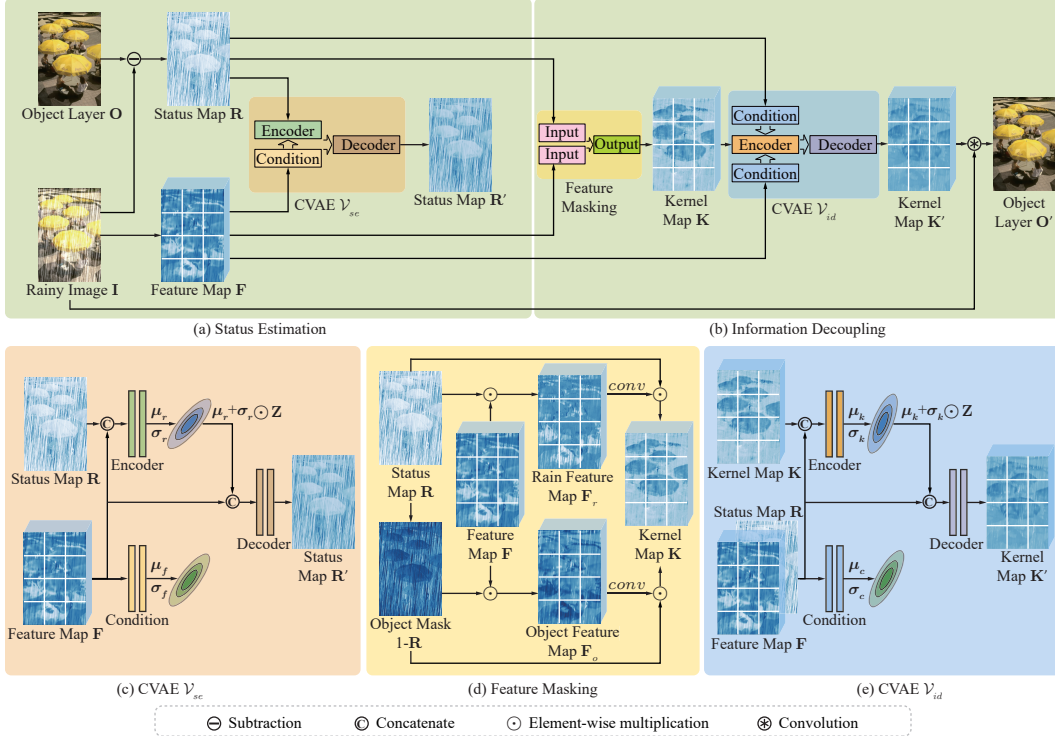 Object Layer O
Status Map R
Encoder
Condition
Decoder
CVAE 𝒱se
Status Map R′
Rainy Image I
Feature Map F
(a) Status Estimation
Input
Input
Output
Feature
Masking
Kernel
Map K
Condition
Encoder
Condition
Decoder
CVAE 𝒱id
Kernel
Map K′
Object
Layer O′
(b) Information Decoupling
Status Map R
C
Encoder
μr
σr
μr+σr⊙Z
C
Decoder
Status
Map R′
Feature Map F
Condition
μf
σf
(c) CVAE 𝒱se
Status
Map R
Object Mask
1-R
Feature
Map F
Rain Feature
Map Fr
conv
Kernel
Map K
Object Feature
Map Fo
conv
(d) Feature Masking
Kernel Map K
C
Encoder
μk
σk
μk+σk⊙Z
C
Decoder
Kernel
Map K′
Status Map R
Feature Map F
Condition
μc
σc
(e) CVAE 𝒱id
⊖ Subtraction © Concatenate ⊙ Element-wise multiplication ⊛ Convolution